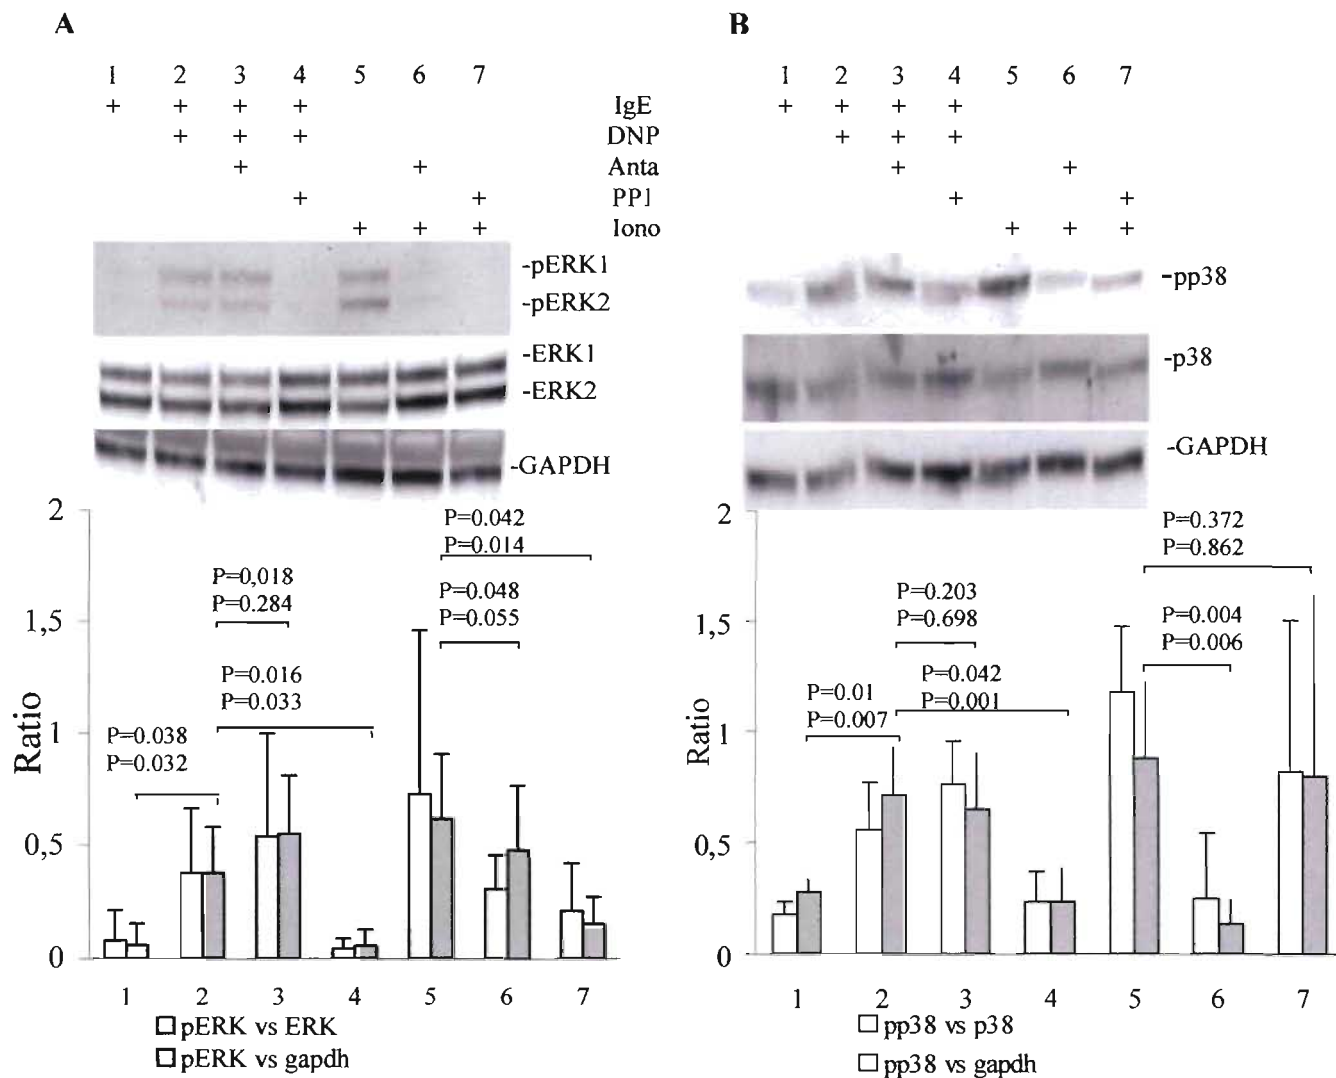 A
1 2 3 4 5 6 7
+ + + + IgE
+ + + DNP
+ + Anta
+ + PP1
+ + + Iono
-pERK1
-pERK2
-ERK1
-ERK2
-GAPDH
2
1,5
1
0,5
0
Ratio
P=0.038
P=0.032
P=0,018
P=0.284
P=0.016
P=0.033
P=0.042
P=0.014
P=0.048
P=0.055
1 2 3 4 5 6 7
pERK vs ERK
pERK vs gapdh
B
1 2 3 4 5 6 7
+ + + +
+ + +
+ +
+ +
+ + +
-pp38
-p38
-GAPDH
2
1,5
1
0,5
0
Ratio
P=0.01
P=0.007
P=0.203
P=0.698
P=0.042
P=0.001
P=0.372
P=0.862
P=0.004
P=0.006
1 2 3 4 5 6 7
pp38 vs p38
pp38 vs gapdh